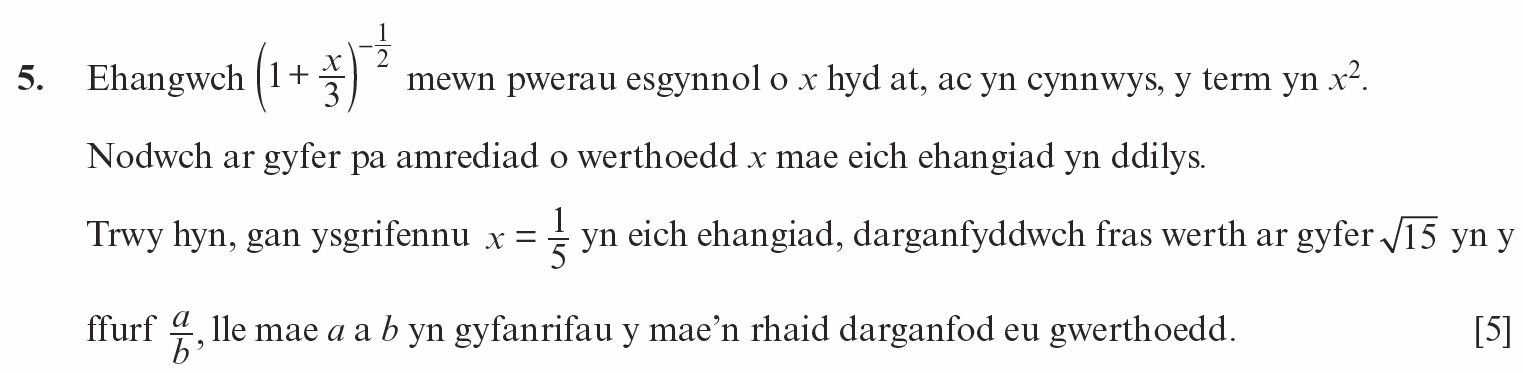 5. Ehangwch (1 + x/3)^(-1/2) mewn pwerau esgynnol o x hyd at, ac yn cynnwys, y term yn x².
Nodwch ar gyfer pa amrediad o werthoedd x mae eich ehangiad yn ddilys.
Trwy hyn, gan ysgrifennu x = 1/5 yn eich ehangiad, darganfyddwch fras werth ar gyfer √15 yn y
ffurf a/b, lle mae a a b yn gyfanrifau y mae’n rhaid darganfod eu gwerthoedd. [5]